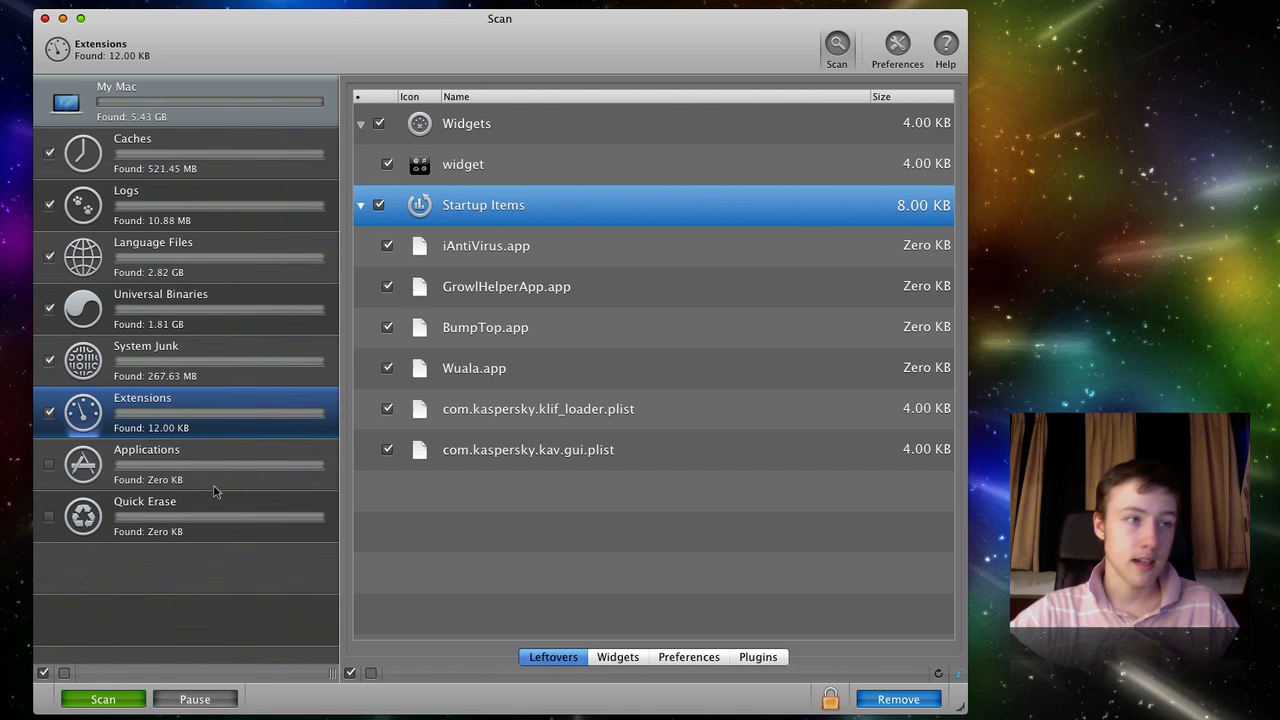 Scan
Extensions
Found: 12.00 KB
Scan
Preferences
Help
My Mac
Found: 5.43 GB
Caches
Found: 521.45 MB
Logs
Found: 10.88 MB
Language Files
Found: 2.82 GB
Universal Binaries
Found: 1.81 GB
System Junk
Found: 267.63 MB
Extensions
Found: 12.00 KB
Applications
Found: Zero KB
Quick Erase
Found: Zero KB
Icon Name Size
Widgets 4.00 KB
widget 4.00 KB
Startup Items 8.00 KB
iAntiVirus.app Zero KB
GrowlHelperApp.app Zero KB
BumpTop.app Zero KB
Wuala.app Zero KB
com.kaspersky.klif_loader.plist 4.00 KB
com.kaspersky.kav.gui.plist 4.00 KB
Leftovers Widgets Preferences Plugins
Scan Pause Remove